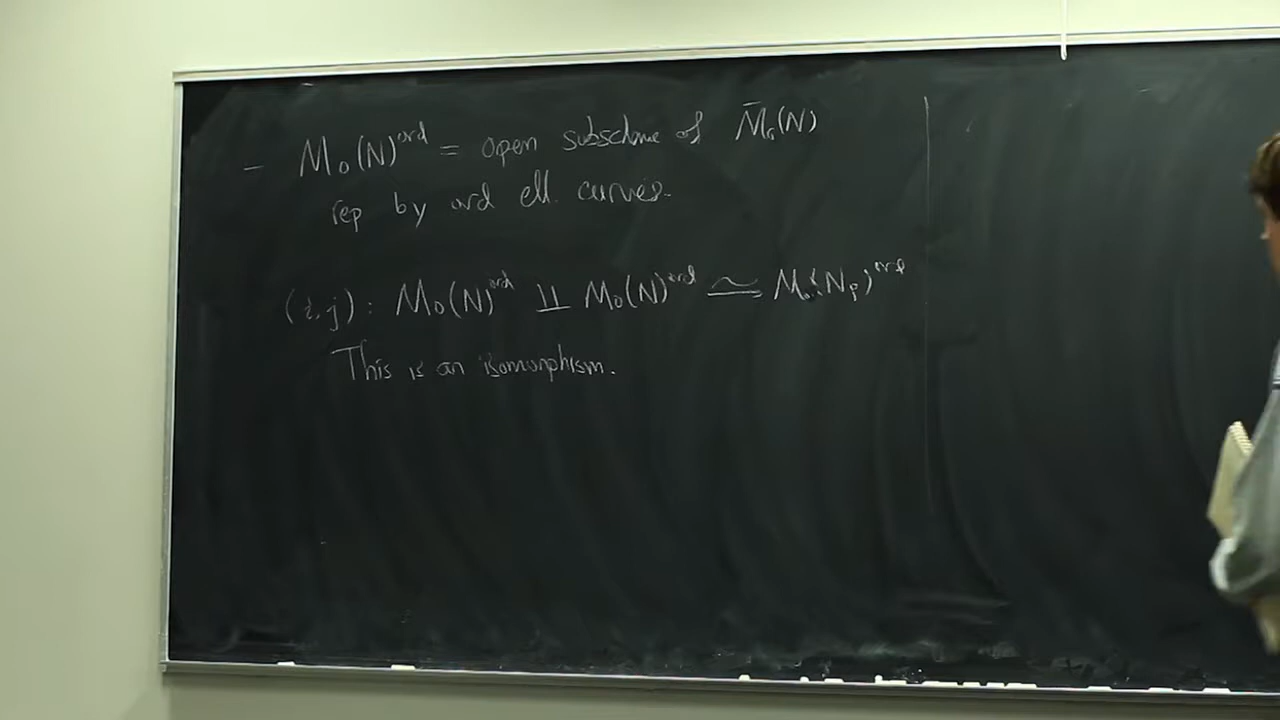 - M₀(N)^ord = open subscheme of M̄₀(N)
rep by ord ell. curves.
(i,j) : M₀(N)^ord ⨿ M₀(N)^ord ≃ M₀(Np)^ord
This is an isomorphism.